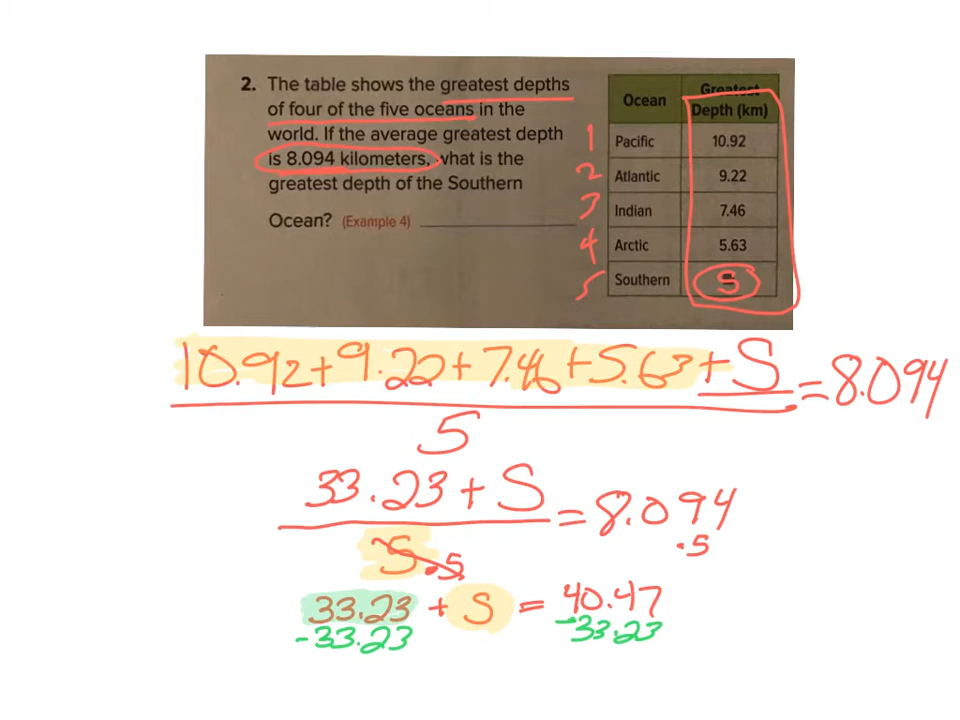 2. The table shows the greatest depths
of four of the five oceans in the
world. If the average greatest depth
is 8.094 kilometers, what is the
greatest depth of the Southern
Ocean? (Example 4)
Ocean Greatest Depth (km)
1 Pacific 10.92
2 Atlantic 9.22
3 Indian 7.46
4 Arctic 5.63
5 Southern S
10.92+9.22+7.46+5.63+S
=8.094
5
33.23+S
=8.094
5 .5 .5
33.23 + S = 40.47
-33.23 -33.23